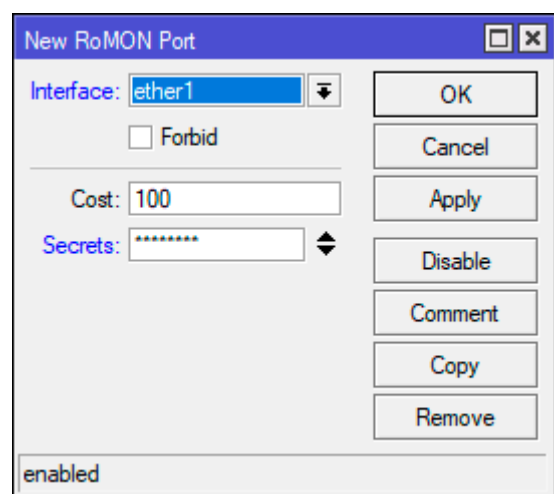 New RoMON Port
Interface: ether1
Forbid
Cost: 100
Secrets: ********
OK
Cancel
Apply
Disable
Comment
Copy
Remove
enabled